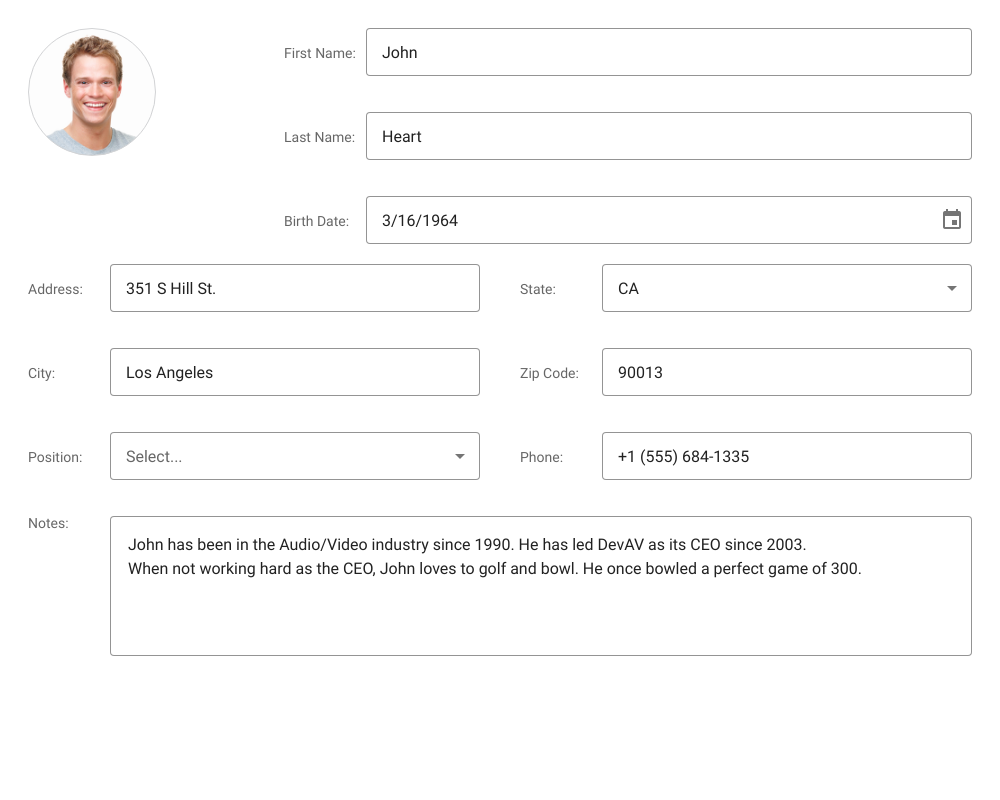 First Name: John
Last Name: Heart
Birth Date: 3/16/1964
Address: 351 S Hill St. State: CA
City: Los Angeles Zip Code: 90013
Position: Select... Phone: +1 (555) 684-1335
Notes: John has been in the Audio/Video industry since 1990. He has led DevAV as its CEO since 2003.
When not working hard as the CEO, John loves to golf and bowl. He once bowled a perfect game of 300.